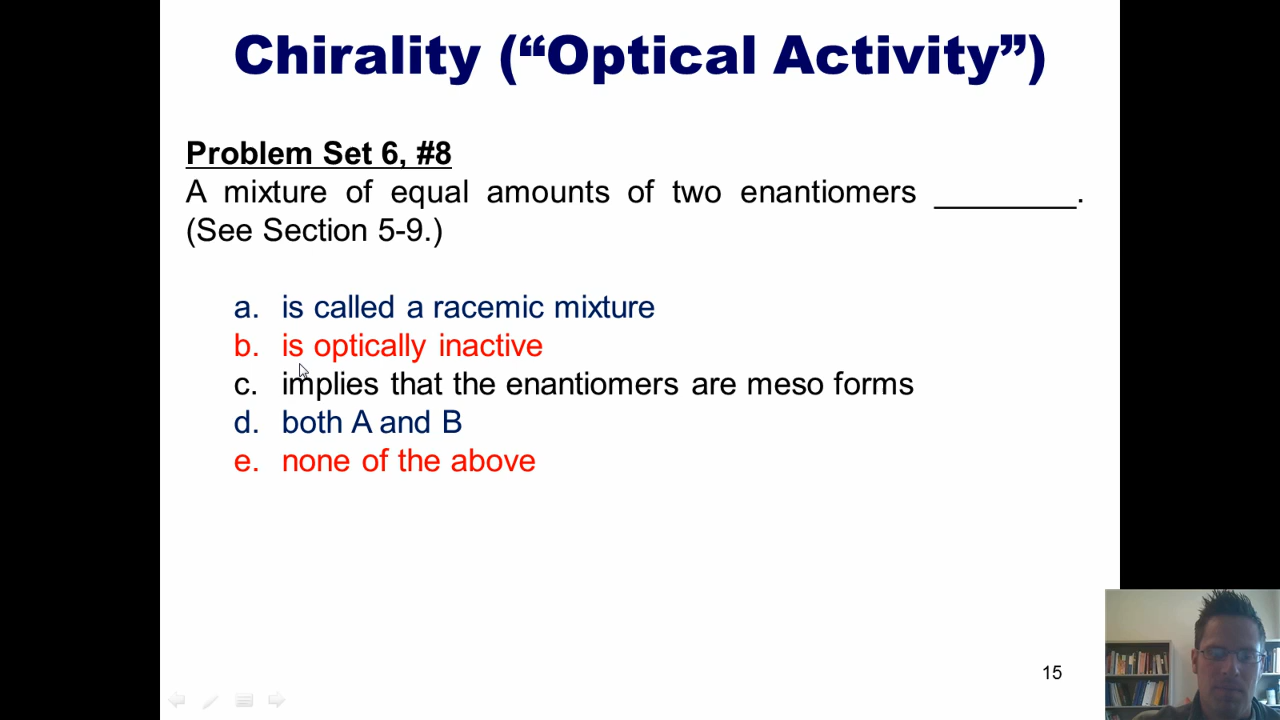 Chirality (“Optical Activity”)
Problem Set 6, #8
A mixture of equal amounts of two enantiomers ________.
(See Section 5-9.)
a. is called a racemic mixture
b. is optically inactive
c. implies that the enantiomers are meso forms
d. both A and B
e. none of the above
15